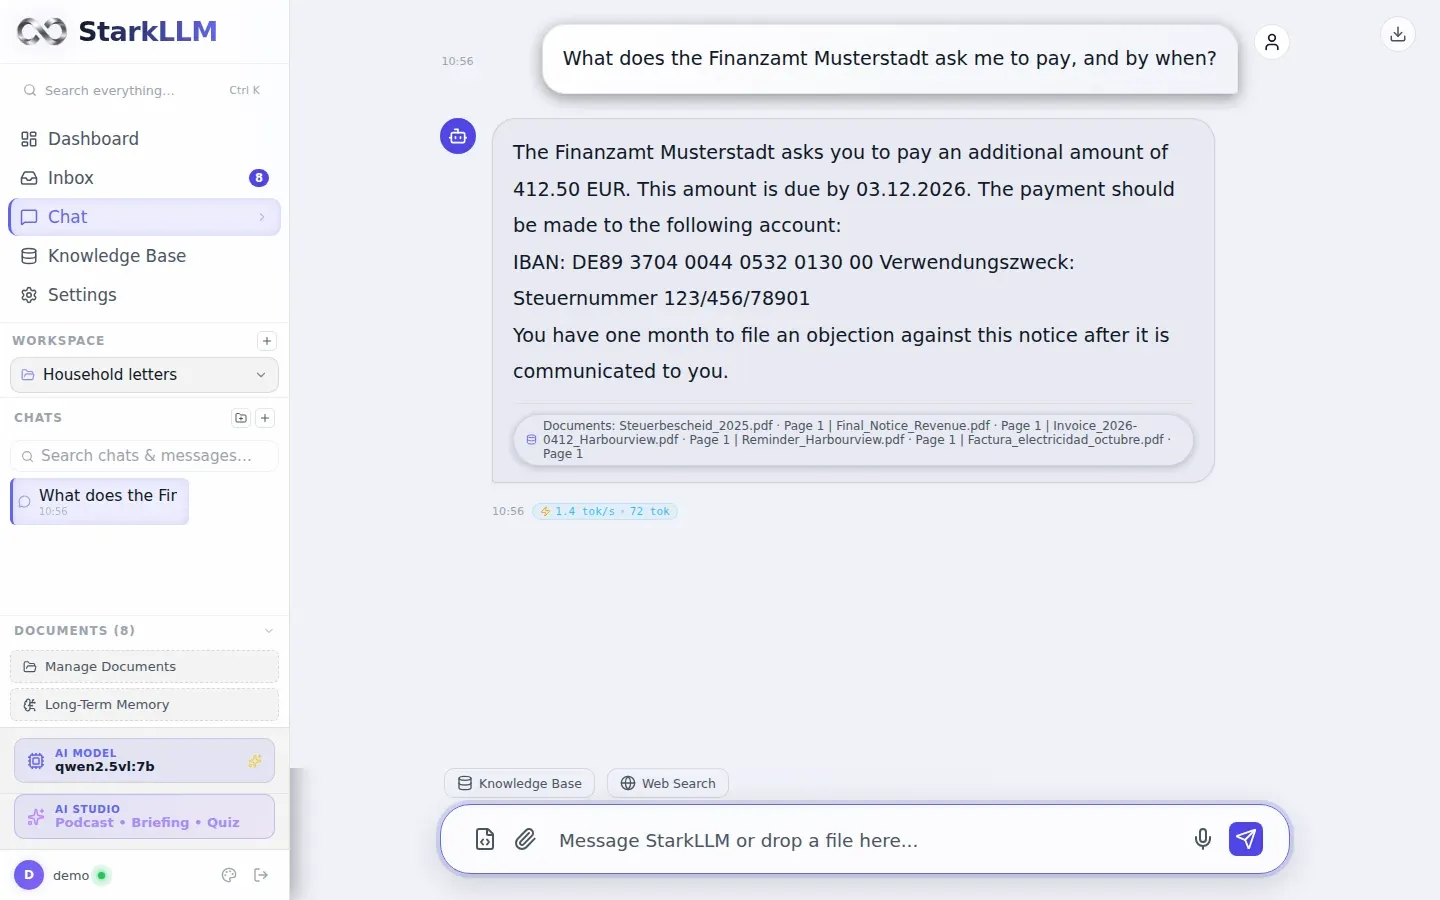 StarkLLM
Search everything...
Ctrl K
Dashboard
Inbox
8
Chat
Knowledge Base
Settings
WORKSPACE
Household letters
CHATS
Search chats & messages...
What does the Fir
10:56
DOCUMENTS (8)
Manage Documents
Long-Term Memory
AI MODEL
qwen2.5vl:7b
AI STUDIO
Podcast • Briefing • Quiz
D
demo
10:56
What does the Finanzamt Musterstadt ask me to pay, and by when?
The Finanzamt Musterstadt asks you to pay an additional amount of
412.50 EUR. This amount is due by 03.12.2026. The payment should
be made to the following account:
IBAN: DE89 3704 0044 0532 0130 00 Verwendungszweck:
Steuernummer 123/456/78901
You have one month to file an objection against this notice after it is
communicated to you.
Documents: Steuerbescheid_2025.pdf · Page 1 | Final_Notice_Revenue.pdf · Page 1 | Invoice_2026-
0412_Harbourview.pdf · Page 1 | Reminder_Harbourview.pdf · Page 1 | Factura_electricidad_octubre.pdf ·
Page 1
10:56
1.4 tok/s • 72 tok
Knowledge Base
Web Search
Message StarkLLM or drop a file here...